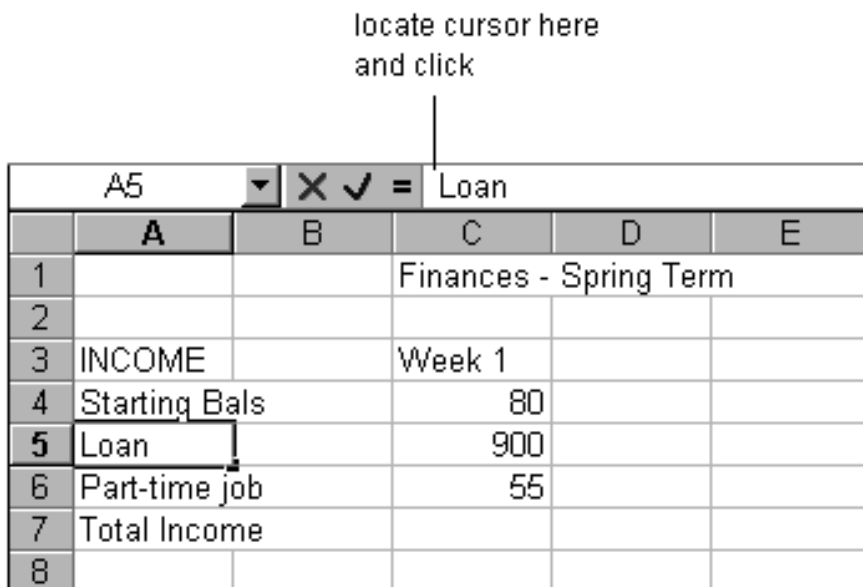 locate cursor here
and click
A5 = Loan
A B C D E
1 Finances - Spring Term
2
3 INCOME Week 1
4 Starting Bals 80
5 Loan 900
6 Part-time job 55
7 Total Income
8